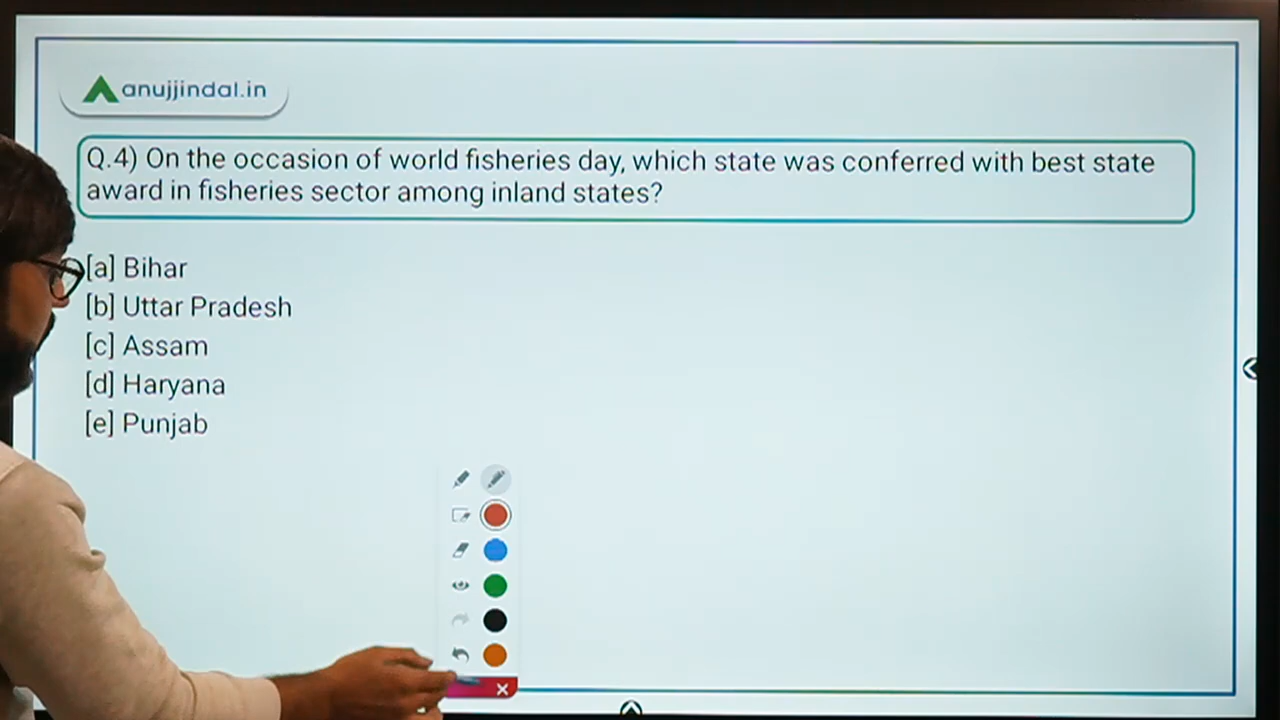 anujjindal.in
Q.4) On the occasion of world fisheries day, which state was conferred with best state
award in fisheries sector among inland states?
[a] Bihar
[b] Uttar Pradesh
[c] Assam
[d] Haryana
[e] Punjab